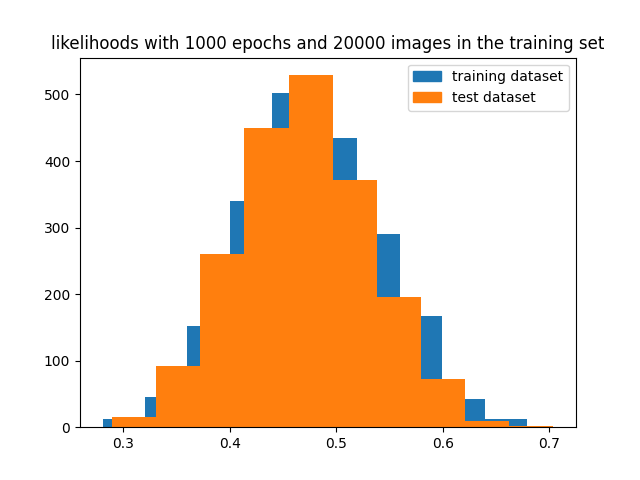 likelihoods with 1000 epochs and 20000 images in the training set
training dataset
test dataset
500
400
300
200
100
0
0.3 0.4 0.5 0.6 0.7